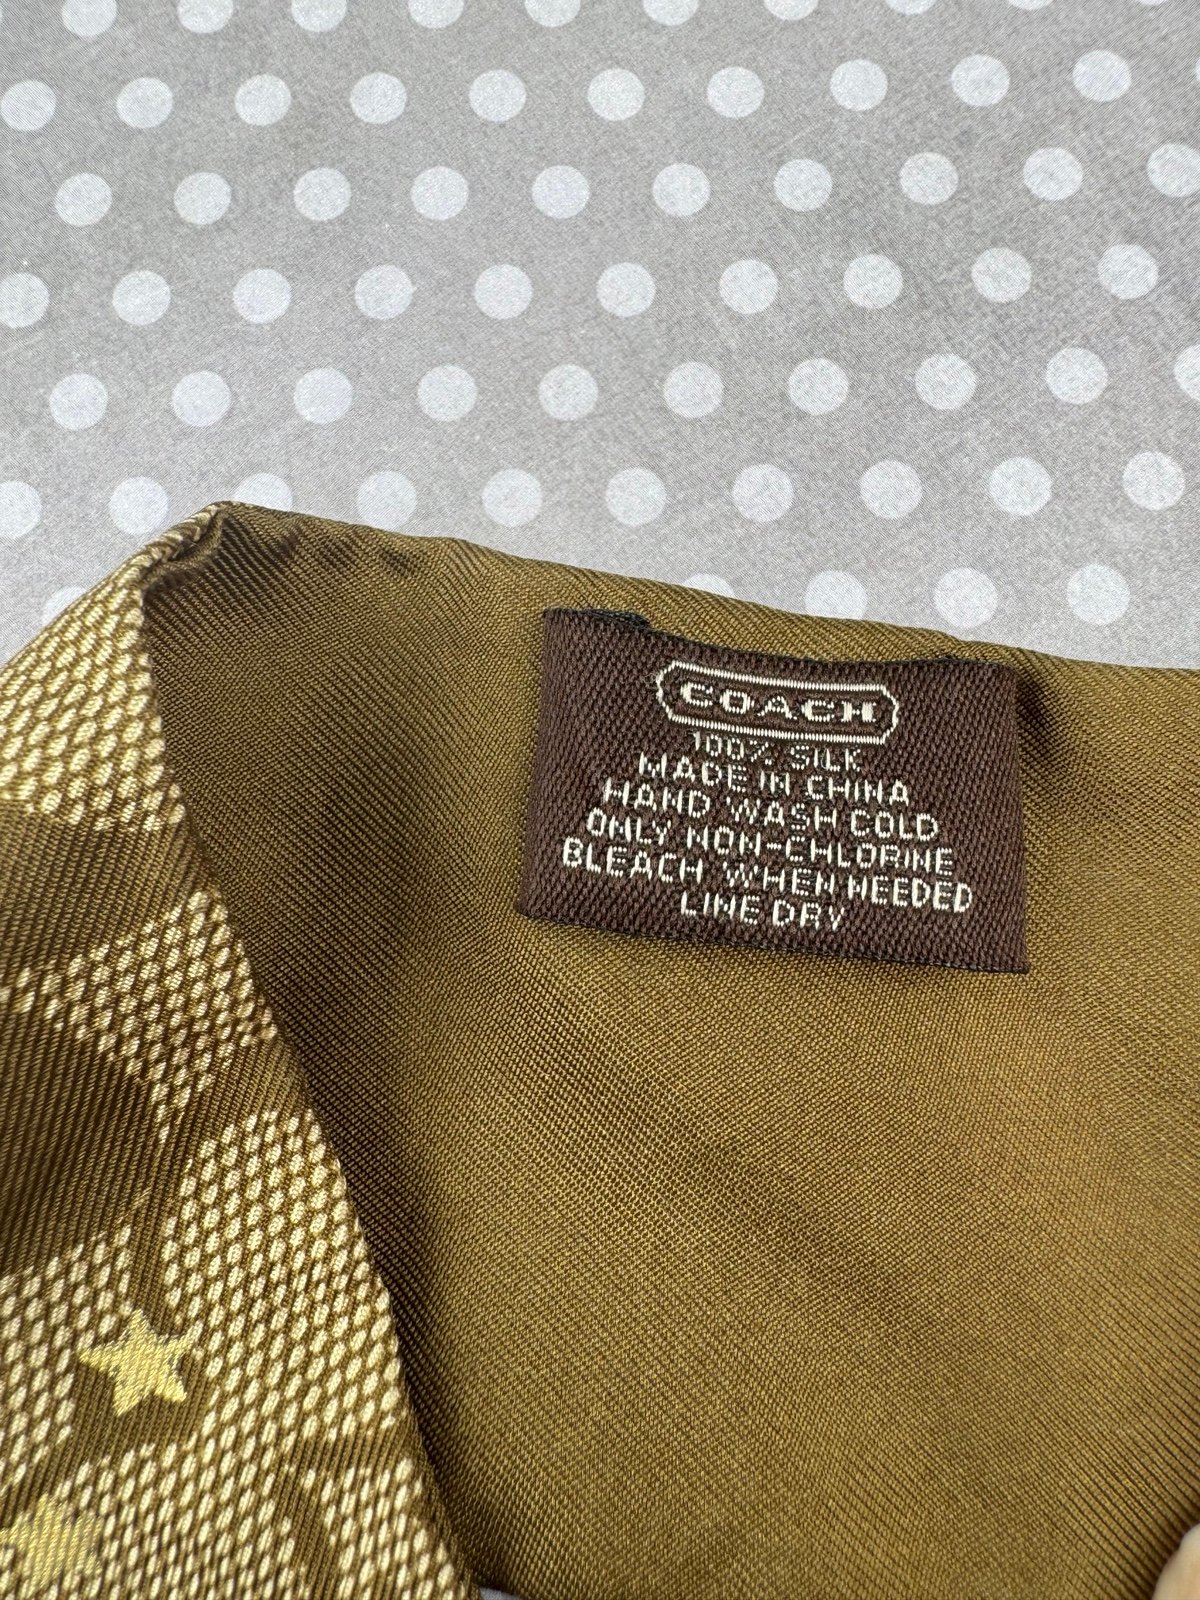 COACH
100% SILK
MADE IN CHINA
HAND WASH COLD
ONLY NON-CHLORINE
BLEACH WHEN NEEDED
LINE DRY